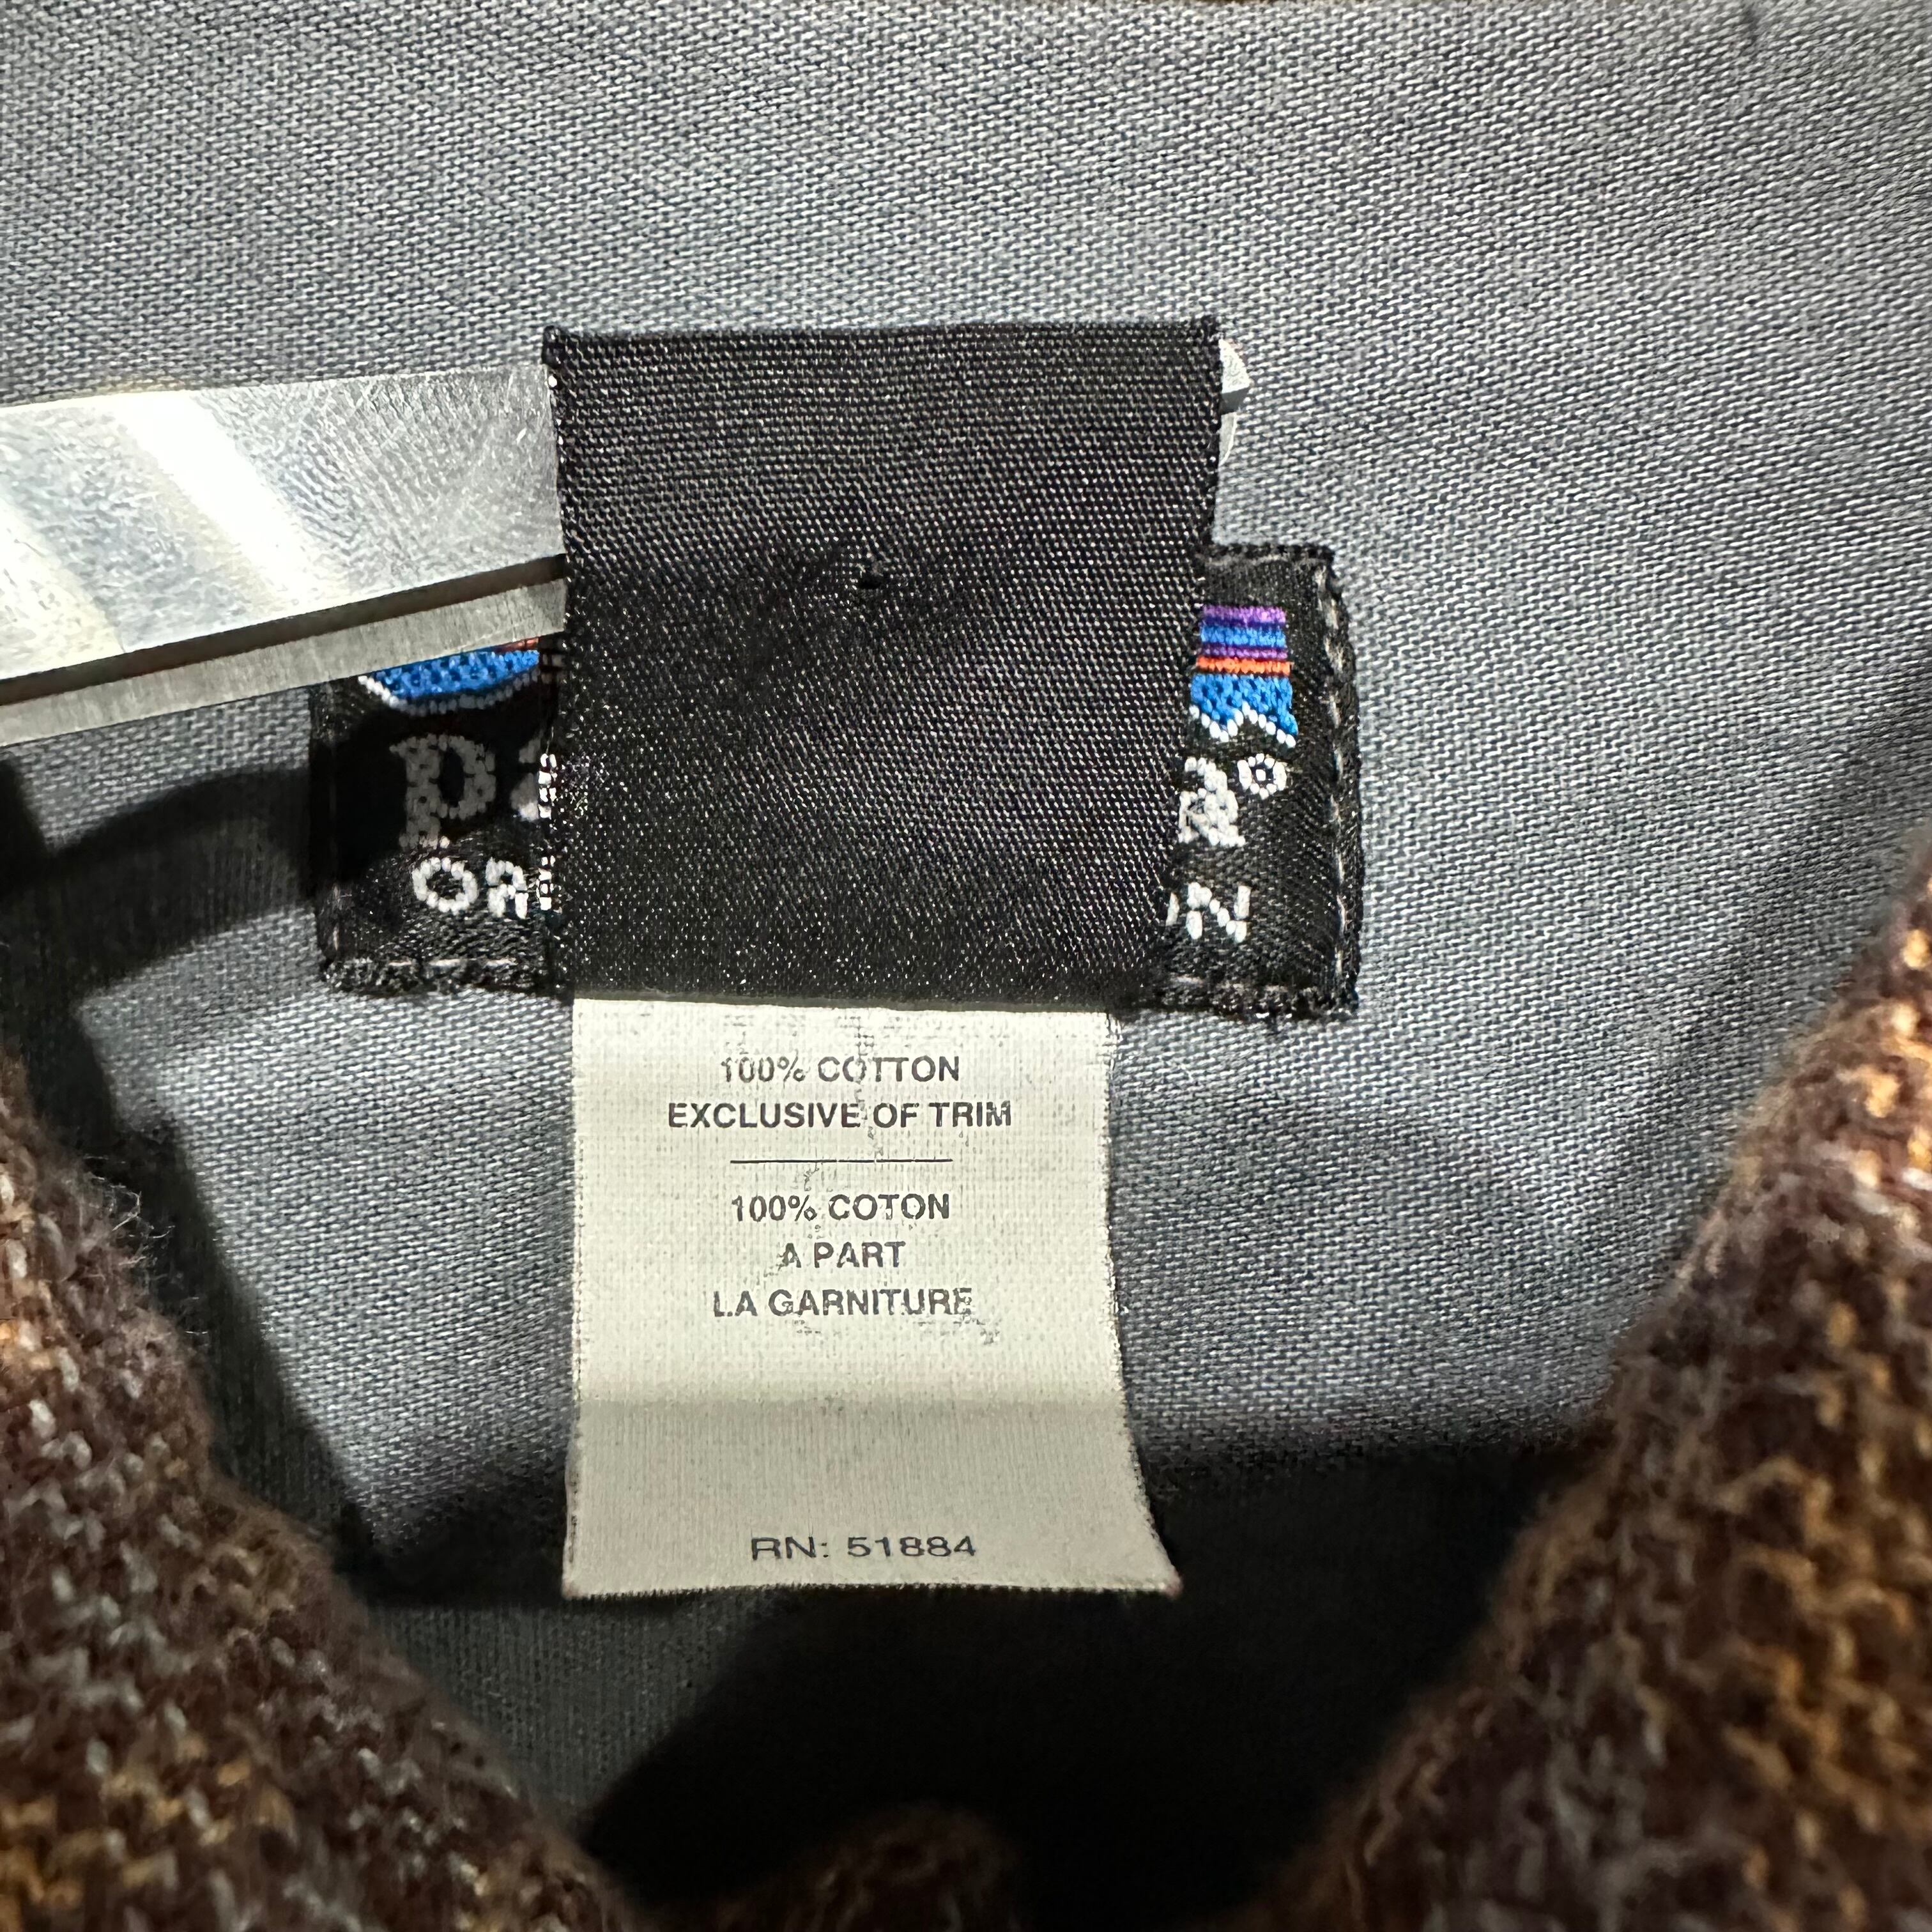 100% COTTON
EXCLUSIVE OF TRIM
100% COTON
A PART
LA GARNITURE
RN: 51884